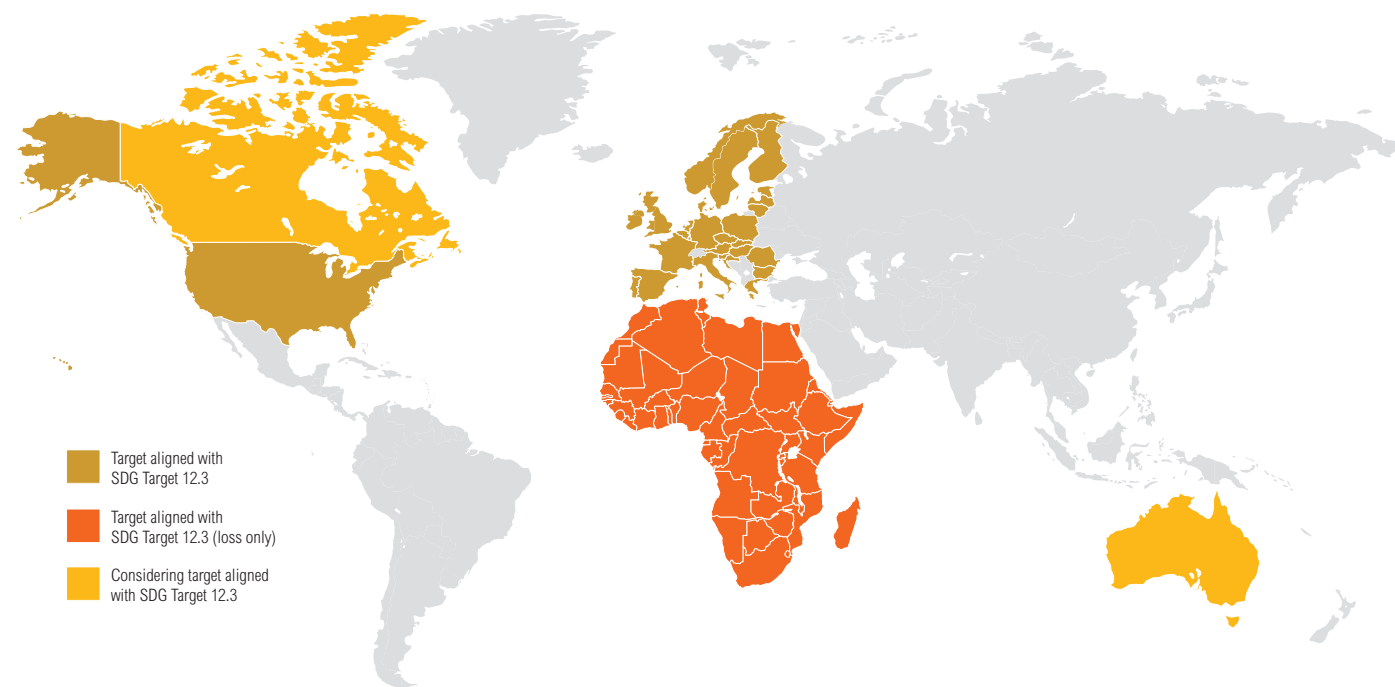 Target aligned with
SDG Target 12.3
Target aligned with
SDG Target 12.3 (loss only)
Considering target aligned
with SDG Target 12.3